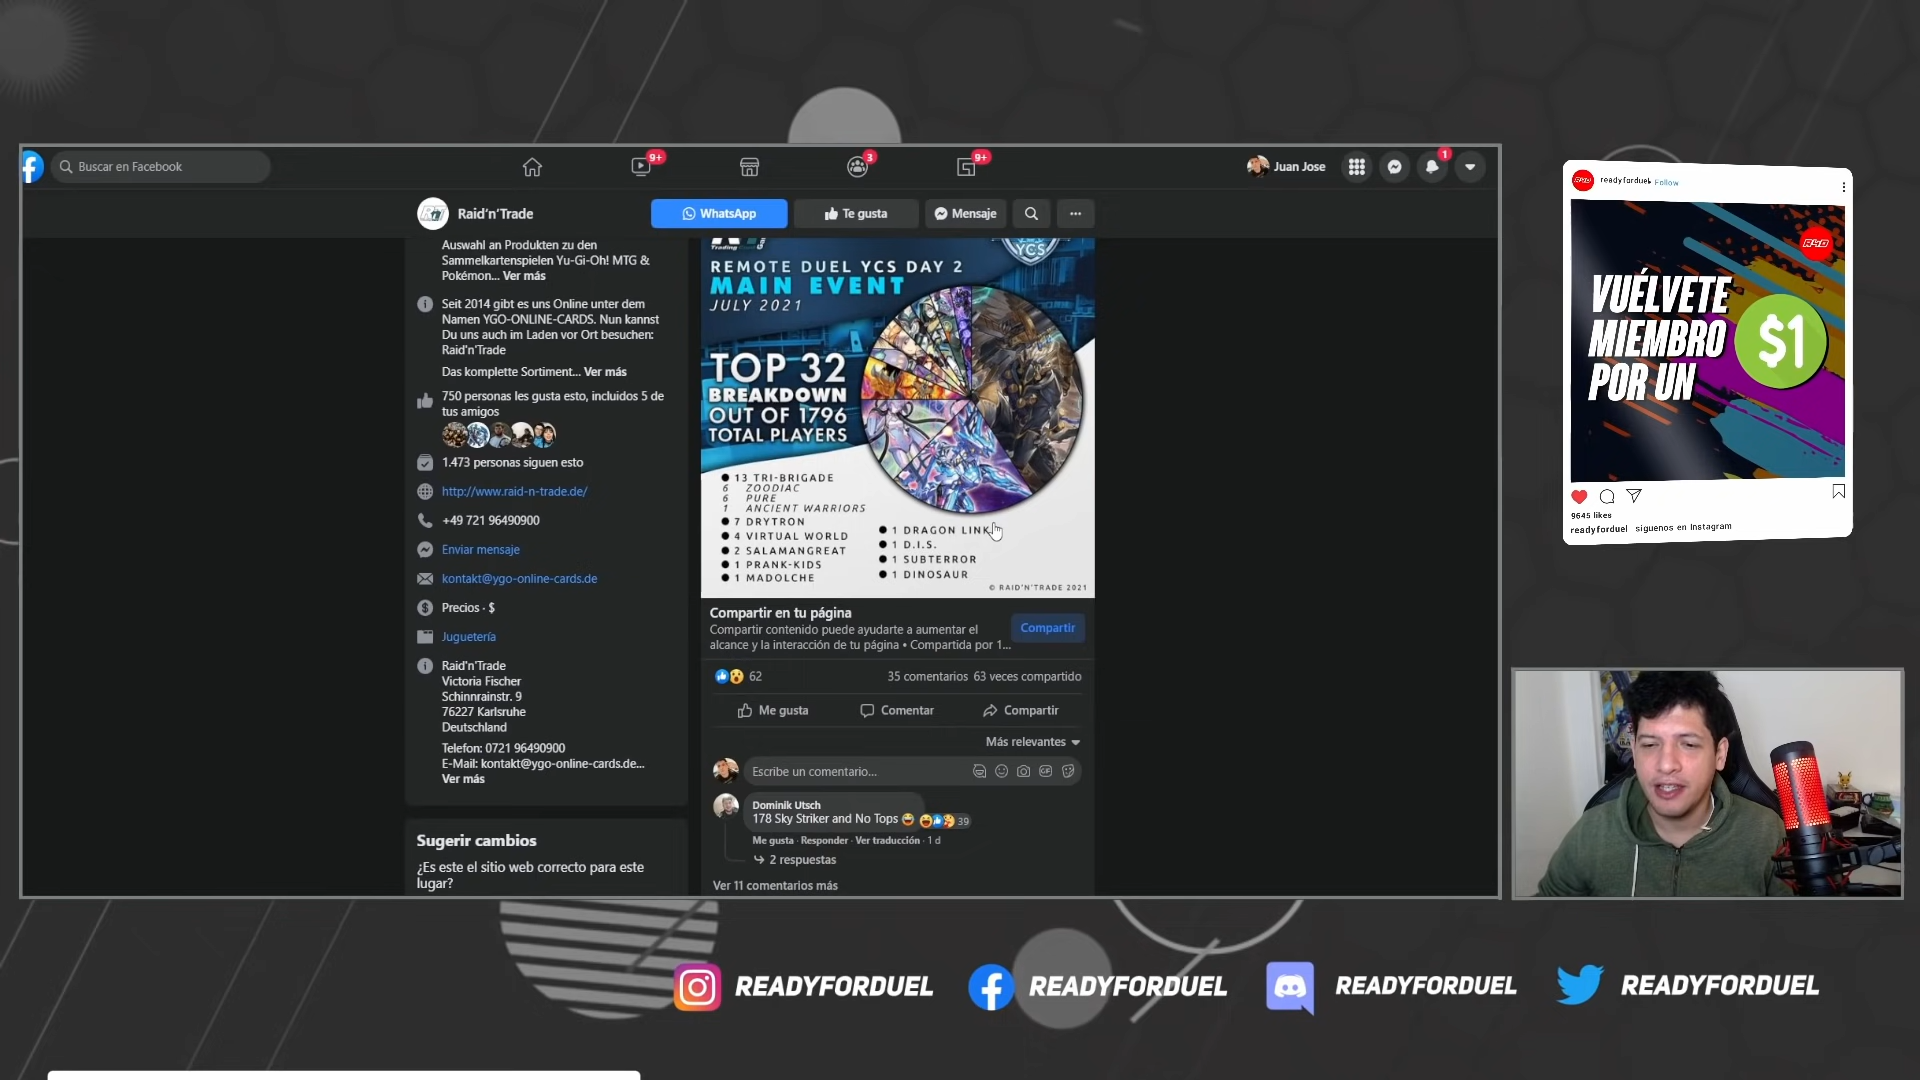 Buscar en Facebook
9+
3
9+
Juan Jose
1
Raid'n'Trade
WhatsApp
Te gusta
Mensaje
Auswahl an Produkten zu den
Sammelkartenspielen Yu-Gi-Oh! MTG &
Pokémon... Ver más
Seit 2014 gibt es uns Online unter dem
Namen YGO-ONLINE-CARDS. Nun kannst
Du uns auch im Laden vor Ort besuchen:
Raid'n'Trade
Das komplette Sortiment... Ver más
750 personas les gusta esto, incluidos 5 de
tus amigos
1.473 personas siguen esto
http://www.raid-n-trade.de/
+49 721 96490900
Enviar mensaje
kontakt@ygo-online-cards.de
Precios · $
Juguetería
Raid'n'Trade
Victoria Fischer
Schinnrainstr. 9
76227 Karlsruhe
Deutschland
Telefon: 0721 96490900
E-Mail: kontakt@ygo-online-cards.de...
Ver más
Sugerir cambios
¿Es este el sitio web correcto para este
lugar?
YCS
REMOTE DUEL YCS DAY 2
MAIN EVENT
JULY 2021
TOP 32
BREAKDOWN
OUT OF 1796
TOTAL PLAYERS
13 TRI-BRIGADE
6 ZOODIAC
6 PURE
1 ANCIENT WARRIORS
7 DRYTRON
4 VIRTUAL WORLD
2 SALAMANGREAT
1 PRANK-KIDS
1 MADOLCHE
1 DRAGON LINK
1 D.I.S.
1 SUBTERROR
1 DINOSAUR
© RAID'N'TRADE 2021
Compartir en tu página
Compartir contenido puede ayudarte a aumentar el
alcance y la interacción de tu página • Compartida por 1...
Compartir
62
35 comentarios 63 veces compartido
Me gusta
Comentar
Compartir
Más relevantes
Escribe un comentario...
GIF
Dominik Utsch
178 Sky Striker and No Tops
39
Me gusta · Responder · Ver traducción · 1 d
2 respuestas
Ver 11 comentarios más
R4D
readyforduel Follow
R4D
VUÉLVETE
MIEMBRO
POR UN
$1
9645 likes
readyforduel siguenos en Instagram
READYFORDUEL
READYFORDUEL
READYFORDUEL
READYFORDUEL